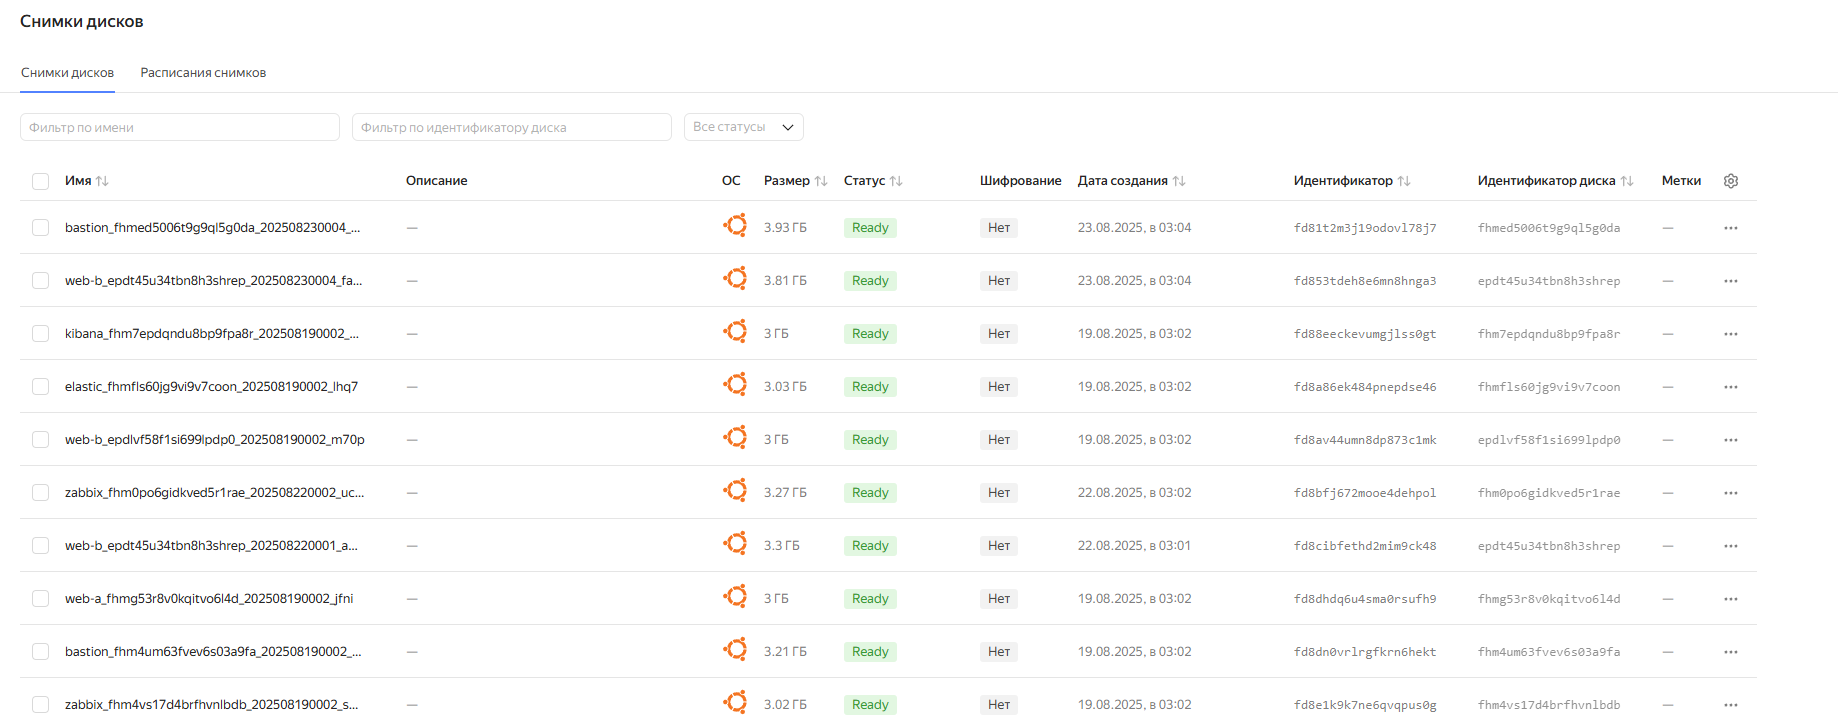 Снимки дисков
Снимки дисков Расписания снимков
Фильтр по имени Фильтр по идентификатору диска Все статусы
Имя Описание ОС Размер Статус Шифрование Дата создания Идентификатор Идентификатор диска Метки
bastion_fhmed5006t9g9ql5g0da_202508230004_... — 3.93 ГБ Ready Нет 23.08.2025, в 03:04 fd81t2m3j19odovl78j7 fhmed5006t9g9ql5g0da —
web-b_epdt45u34tbn8h3shrep_202508230004_fa... — 3.81 ГБ Ready Нет 23.08.2025, в 03:04 fd853tdeh8e6mn8hnga3 epdt45u34tbn8h3shrep —
kibana_fhm7epdqndu8bp9fpa8r_202508190002_... — 3 ГБ Ready Нет 19.08.2025, в 03:02 fd88eeckevumgjlss0gt fhm7epdqndu8bp9fpa8r —
elastic_fhmfls60jg9vi9v7coon_202508190002_lhq7 — 3.03 ГБ Ready Нет 19.08.2025, в 03:02 fd8a86ek484pnepdse46 fhmfls60jg9vi9v7coon —
web-b_epdlvf58f1si699lpdp0_202508190002_m70p — 3 ГБ Ready Нет 19.08.2025, в 03:02 fd8av44umn8dp873c1mk epdlvf58f1si699lpdp0 —
zabbix_fhm0po6gidkved5r1rae_202508220002_uc... — 3.27 ГБ Ready Нет 22.08.2025, в 03:02 fd8bfj672mooe4dehpol fhm0po6gidkved5r1rae —
web-b_epdt45u34tbn8h3shrep_202508220001_a... — 3.3 ГБ Ready Нет 22.08.2025, в 03:01 fd8cibfethd2mim9ck48 epdt45u34tbn8h3shrep —
web-a_fhmg53r8v0kqitvo6l4d_202508190002_jfni — 3 ГБ Ready Нет 19.08.2025, в 03:02 fd8dhdq6u4sma0rsufh9 fhmg53r8v0kqitvo6l4d —
bastion_fhm4um63fvev6s03a9fa_202508190002_... — 3.21 ГБ Ready Нет 19.08.2025, в 03:02 fd8dn0vrlrgfkrn6hekt fhm4um63fvev6s03a9fa —
zabbix_fhm4vs17d4brfhvnlbdb_202508190002_s... — 3.02 ГБ Ready Нет 19.08.2025, в 03:02 fd8e1k9k7ne6qvqpus0g fhm4vs17d4brfhvnlbdb —